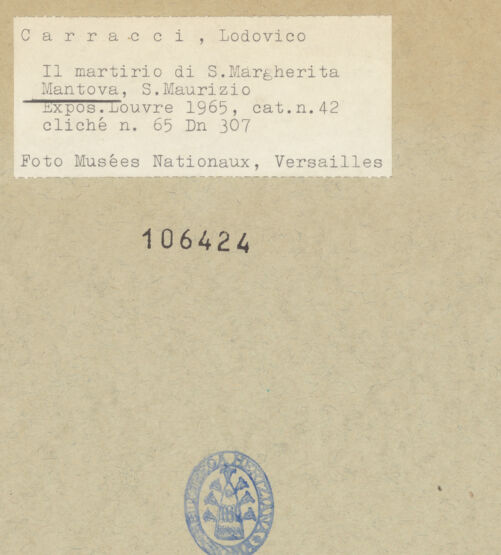 C a r r a c c i , Lodovico
Il martirio di S.Margherita
Mantova, S.Maurizio
Expos.Louvre 1965, cat.n.42
cliché n. 65 Dn 307
Foto Musées Nationaux, Versailles
106424
HERTZIANA